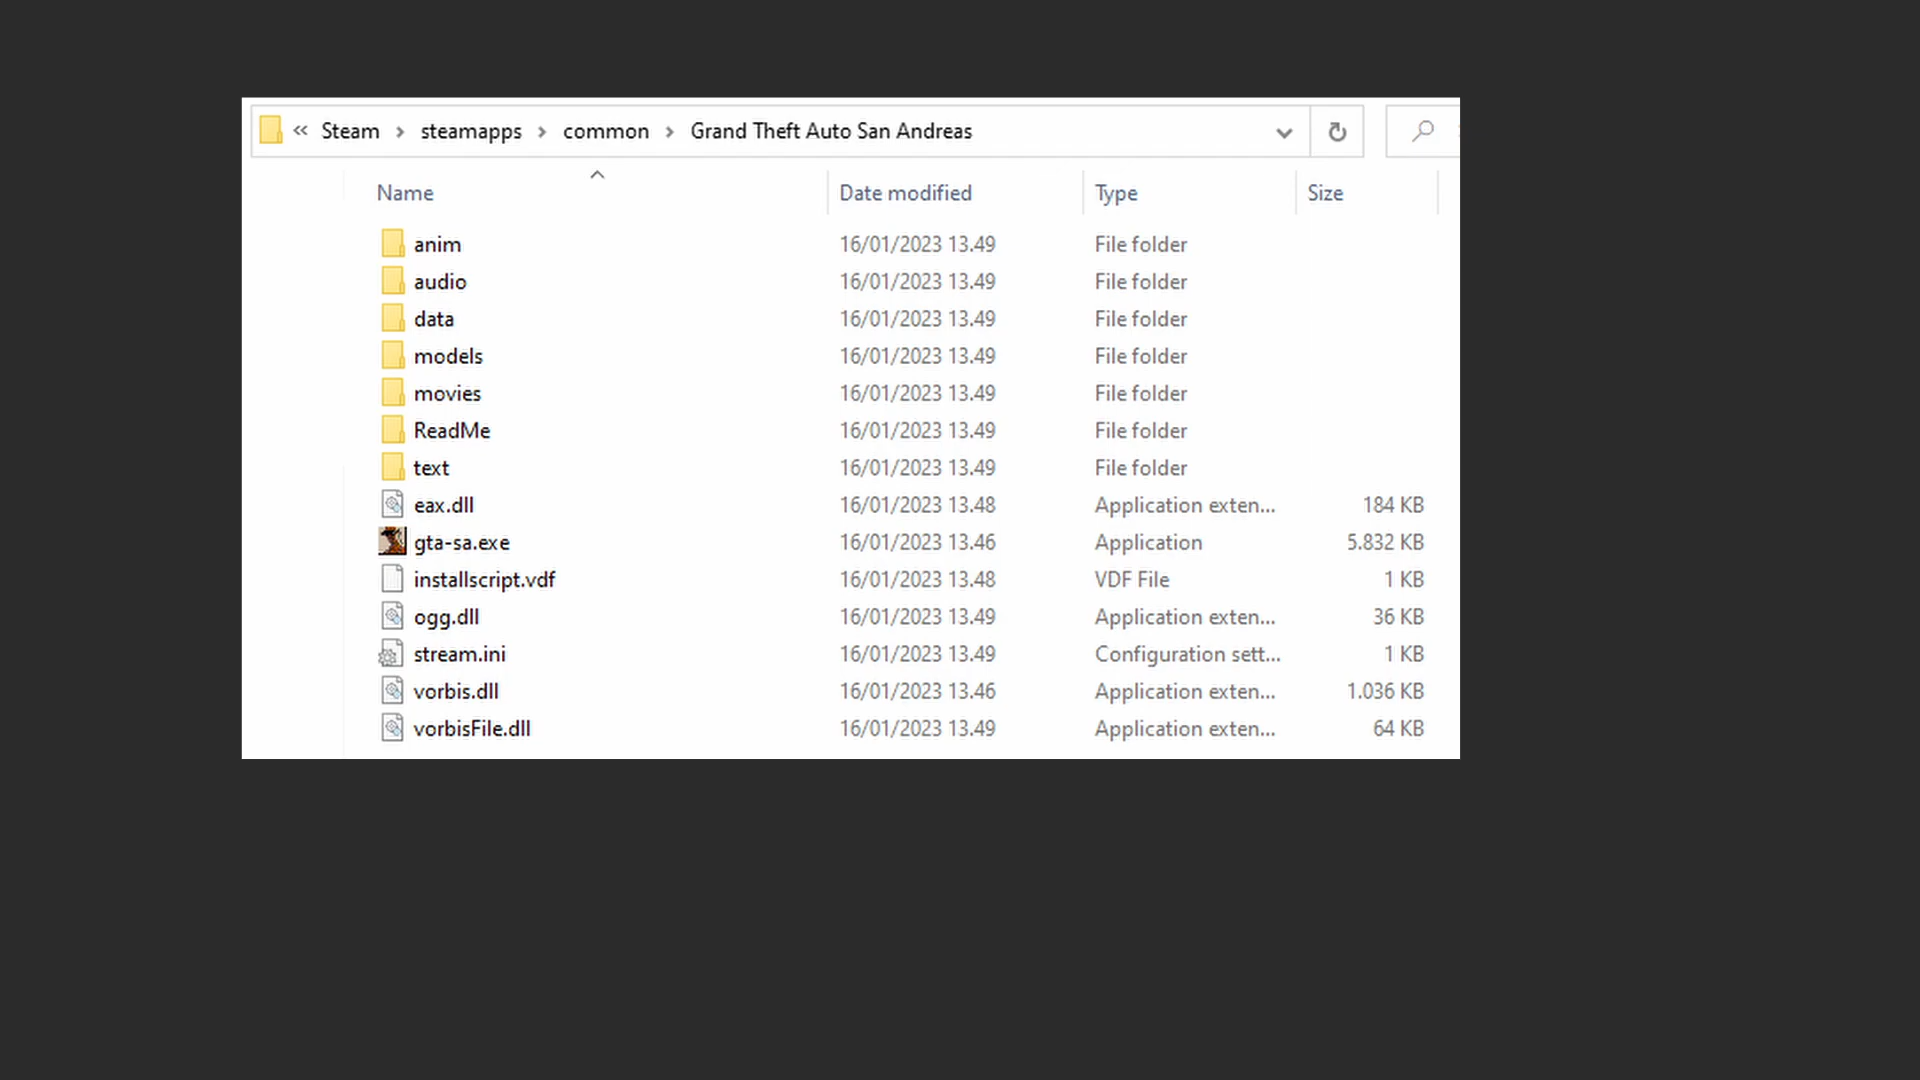 « Steam > steamapps > common > Grand Theft Auto San Andreas
Name Date modified Type Size
anim 16/01/2023 13.49 File folder
audio 16/01/2023 13.49 File folder
data 16/01/2023 13.49 File folder
models 16/01/2023 13.49 File folder
movies 16/01/2023 13.49 File folder
ReadMe 16/01/2023 13.49 File folder
text 16/01/2023 13.49 File folder
eax.dll 16/01/2023 13.48 Application exten... 184 KB
gta-sa.exe 16/01/2023 13.46 Application 5.832 KB
installscript.vdf 16/01/2023 13.48 VDF File 1 KB
ogg.dll 16/01/2023 13.49 Application exten... 36 KB
stream.ini 16/01/2023 13.49 Configuration sett... 1 KB
vorbis.dll 16/01/2023 13.46 Application exten... 1.036 KB
vorbisFile.dll 16/01/2023 13.49 Application exten... 64 KB